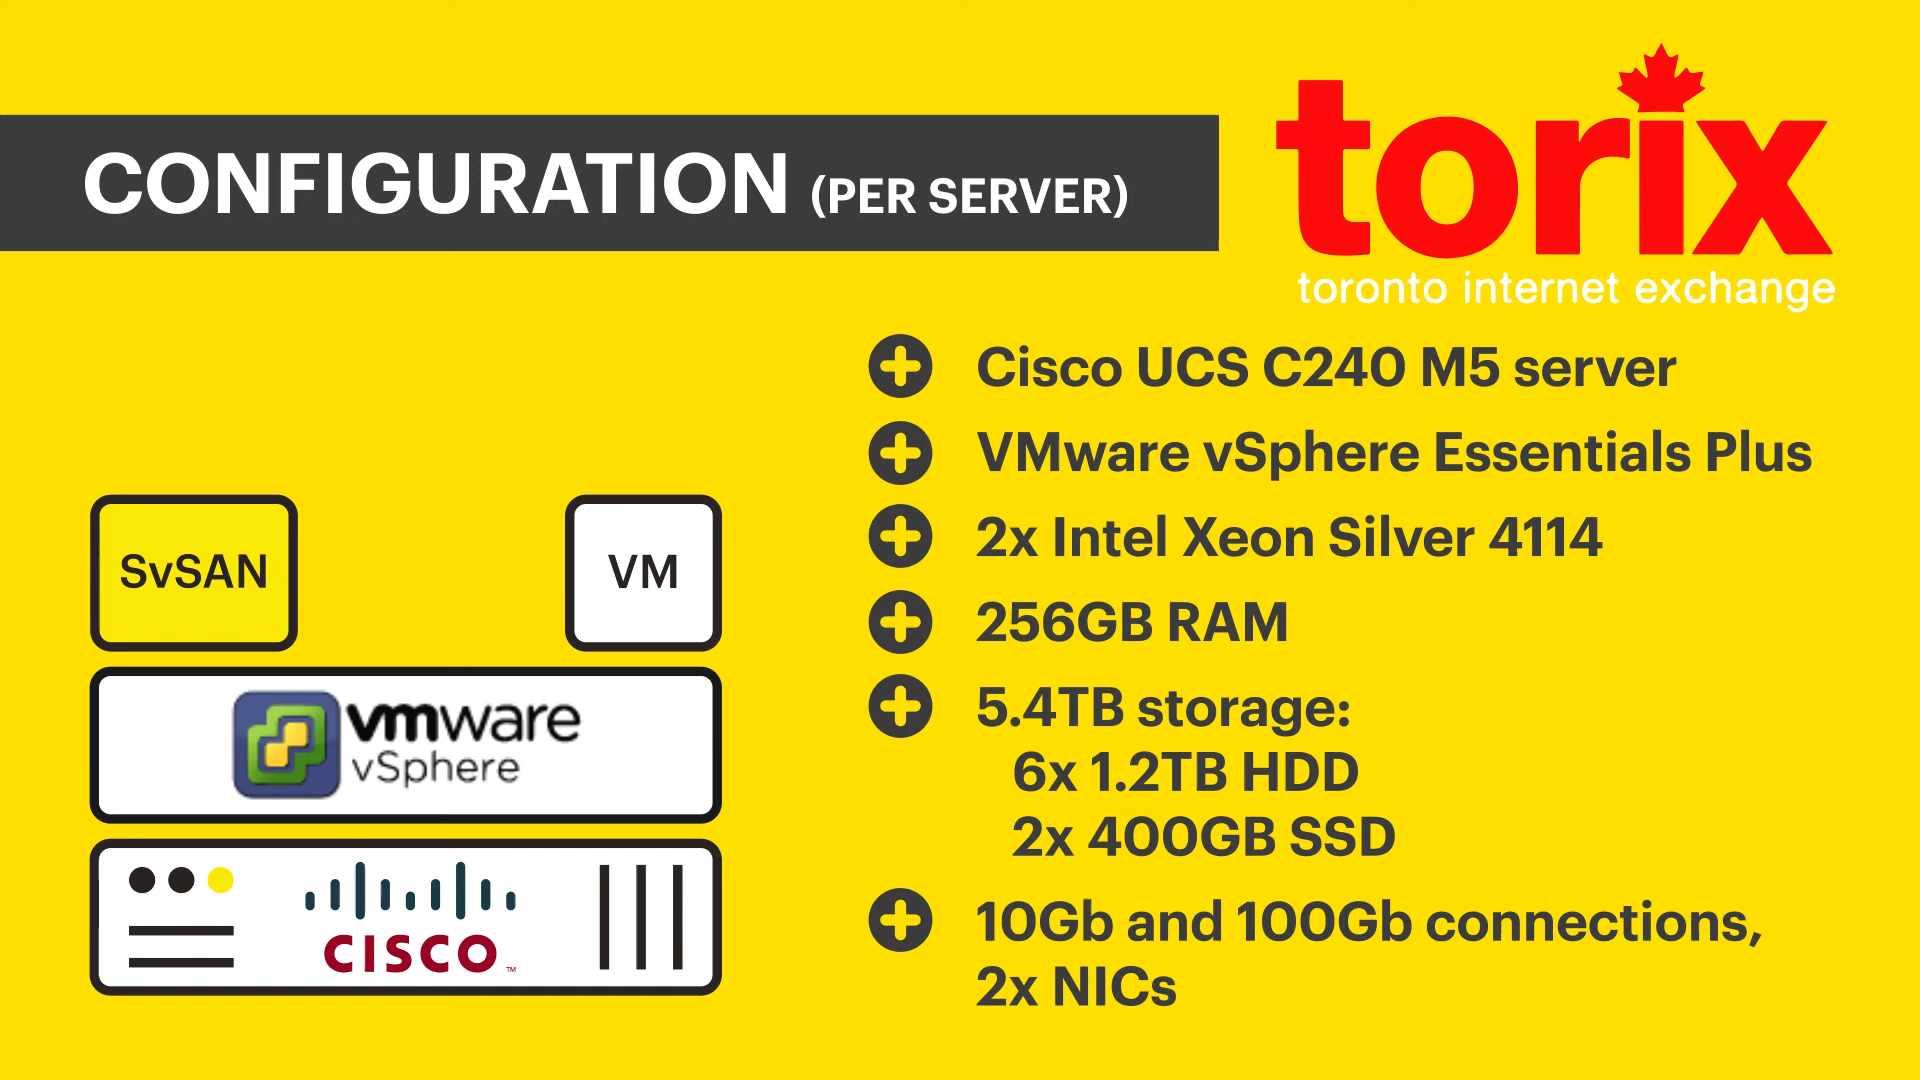 CONFIGURATION (PER SERVER)
torix
toronto internet exchange
Cisco UCS C240 M5 server
VMware vSphere Essentials Plus
2x Intel Xeon Silver 4114
256GB RAM
5.4TB storage:
6x 1.2TB HDD
2x 400GB SSD
10Gb and 100Gb connections,
2x NICs
SvSAN
VM
vmware
vSphere
CISCO™